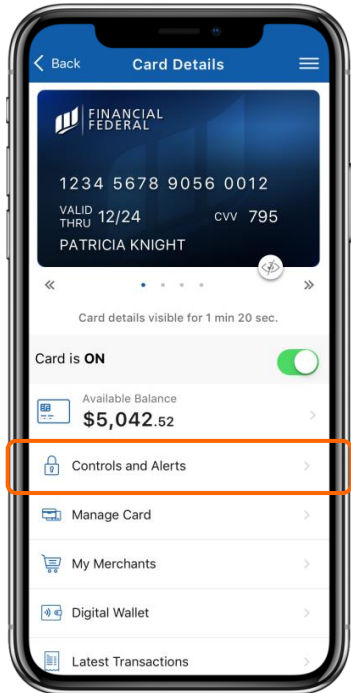 Back
Card Details
FINANCIAL
FEDERAL
1234 5678 9056 0012
VALID
THRU 12/24 CVV 795
PATRICIA KNIGHT
Card details visible for 1 min 20 sec.
Card is ON
Available Balance
$5,042.52
Controls and Alerts
Manage Card
My Merchants
Digital Wallet
Latest Transactions